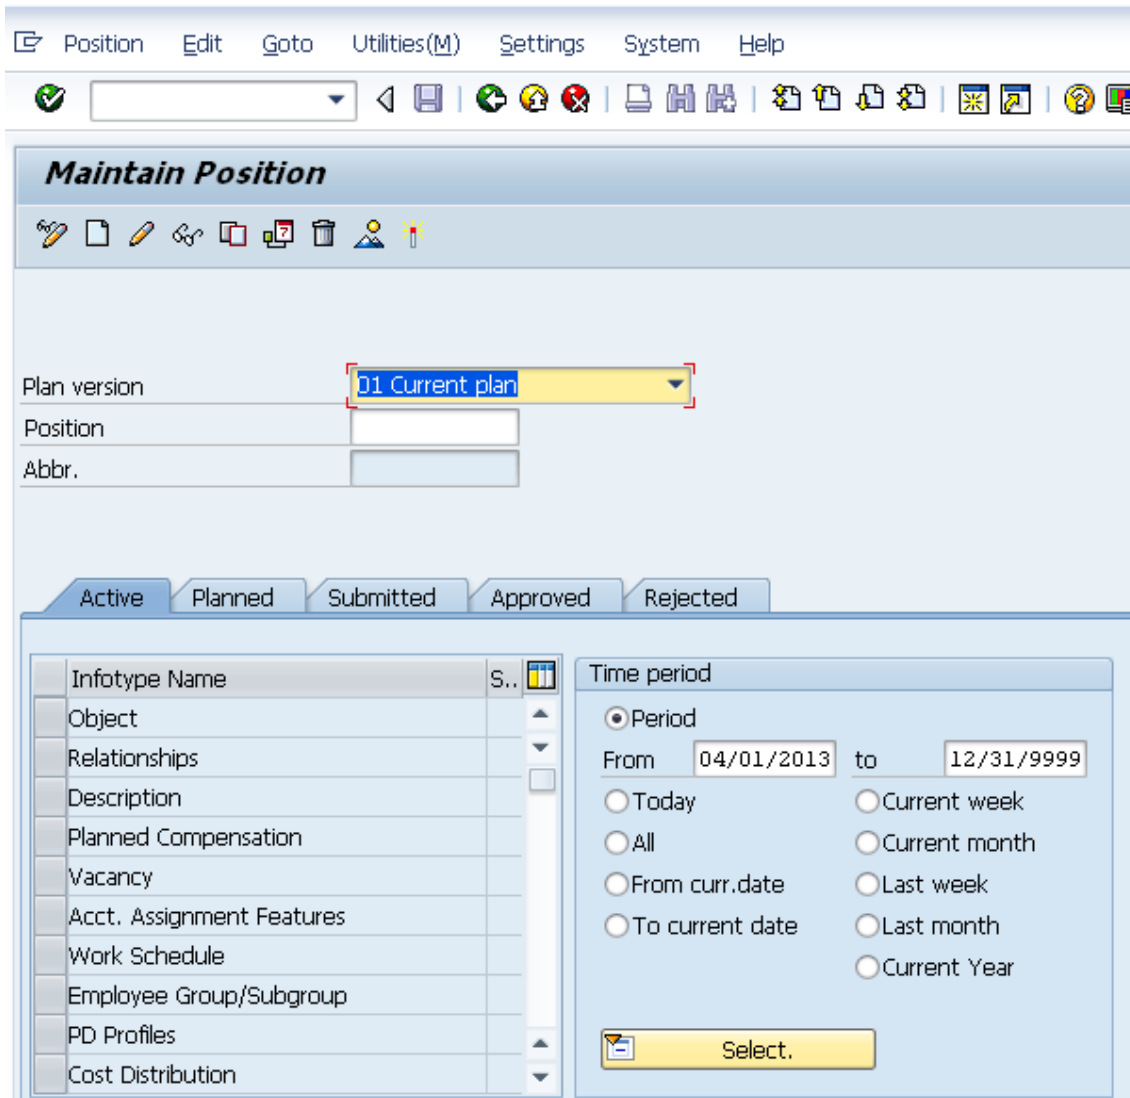 Position Edit Goto Utilities(M) Settings System Help
Maintain Position
Plan version 01 Current plan
Position
Abbr.
Active Planned Submitted Approved Rejected
Infotype Name S..
Object
Relationships
Description
Planned Compensation
Vacancy
Acct. Assignment Features
Work Schedule
Employee Group/Subgroup
PD Profiles
Cost Distribution
Time period
Period
From 04/01/2013 to 12/31/9999
Today Current week
All Current month
From curr.date Last week
To current date Last month
Current Year
Select.